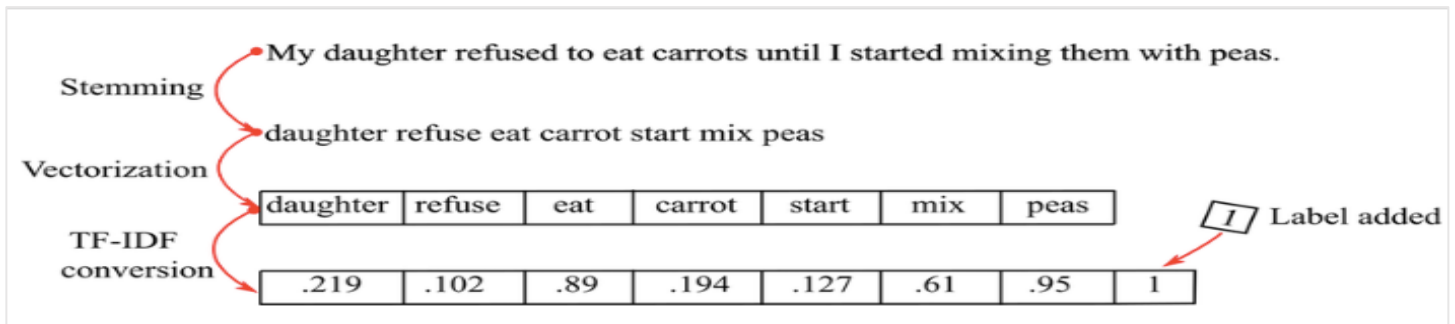 My daughter refused to eat carrots until I started mixing them with peas.
Stemming
daughter refuse eat carrot start mix peas
Vectorization
daughter refuse eat carrot start mix peas
1 Label added
TF-IDF
conversion
.219 .102 .89 .194 .127 .61 .95 1